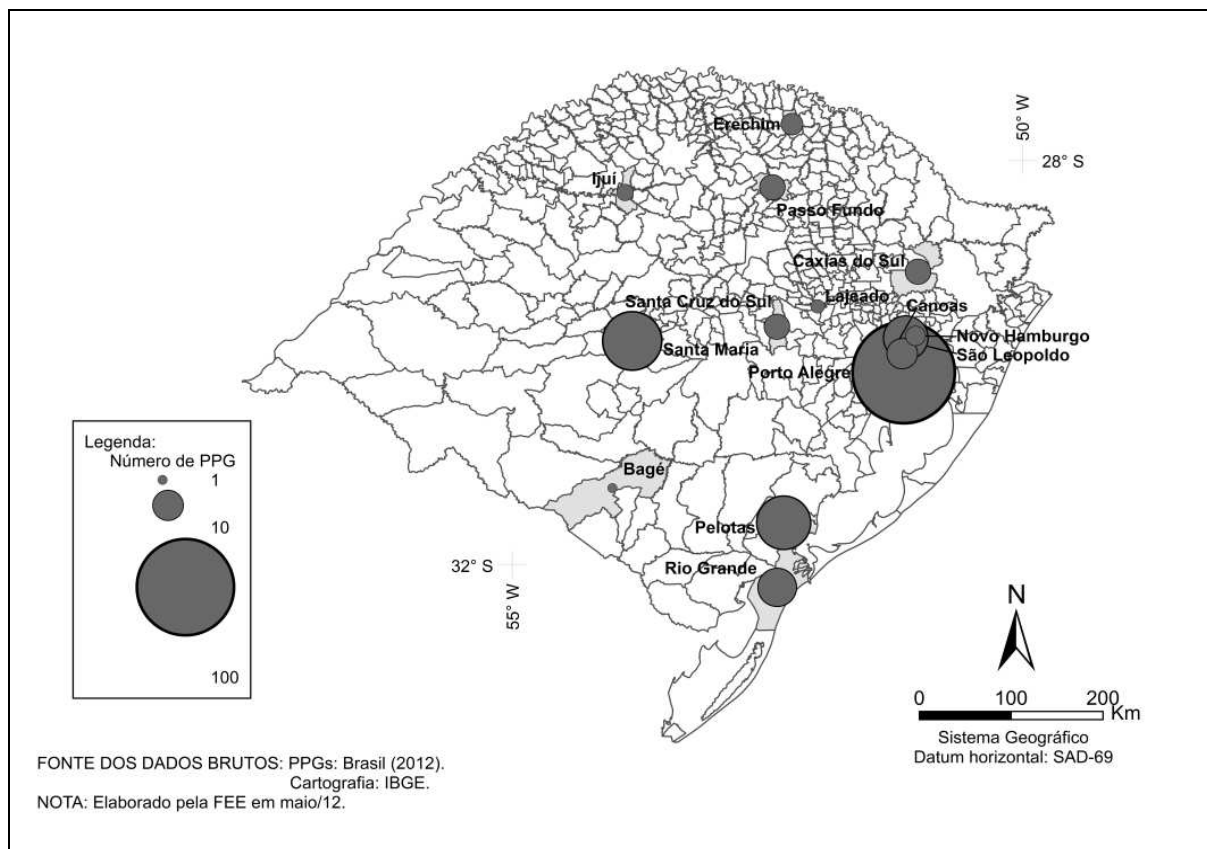 50° W
28° S
Erechim
Ijuí
Passo Fundo
Caxias do Sul
Lajeado
Canoas
Santa Cruz do Sul
Novo Hamburgo
Santa Maria
São Leopoldo
Porto Alegre
Bagé
Pelotas
Rio Grande
32° S
55° W
Legenda:
Número de PPG
1
10
100
N
0 100 200
Km
Sistema Geográfico
Datum horizontal: SAD-69
FONTE DOS DADOS BRUTOS: PPGs: Brasil (2012).
Cartografia: IBGE.
NOTA: Elaborado pela FEE em maio/12.